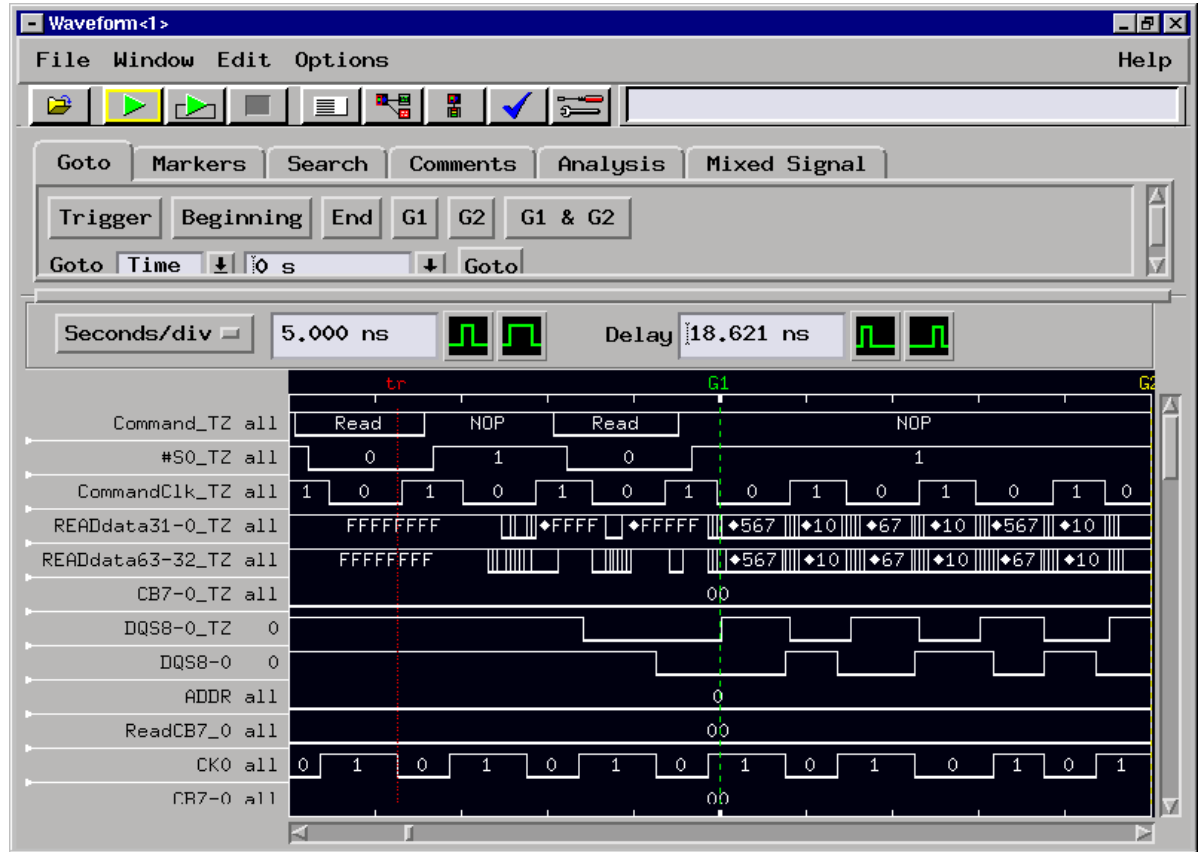 Waveform<1>
File Window Edit Options Help
Goto Markers Search Comments Analysis Mixed Signal
Trigger Beginning End G1 G2 G1 & G2
Goto Time 0 s Goto
Seconds/div 5.000 ns Delay 18.621 ns
tr G1 G2
Command_TZ all Read NOP Read NOP
#S0_TZ all 0 1 0 1
CommandClk_TZ all 1 0 1 0 1 0 1 0 1 0 1 0 1 0
READdata31-0_TZ all FFFFFFFF ◆FFFF ◆FFFFF ◆567 ◆10 ◆67 ◆10 ◆567 ◆10
READdata63-32_TZ all FFFFFFFF ◆567 ◆10 ◆67 ◆10 ◆67 ◆10
CB7-0_TZ all 00
DQS8-0_TZ 0
DQS8-0 0
ADDR all 0
ReadCB7_0 all 00
CK0 all 0 1 0 1 0 1 0 1 0 1 0 1 0 1
CB7-0 all 00